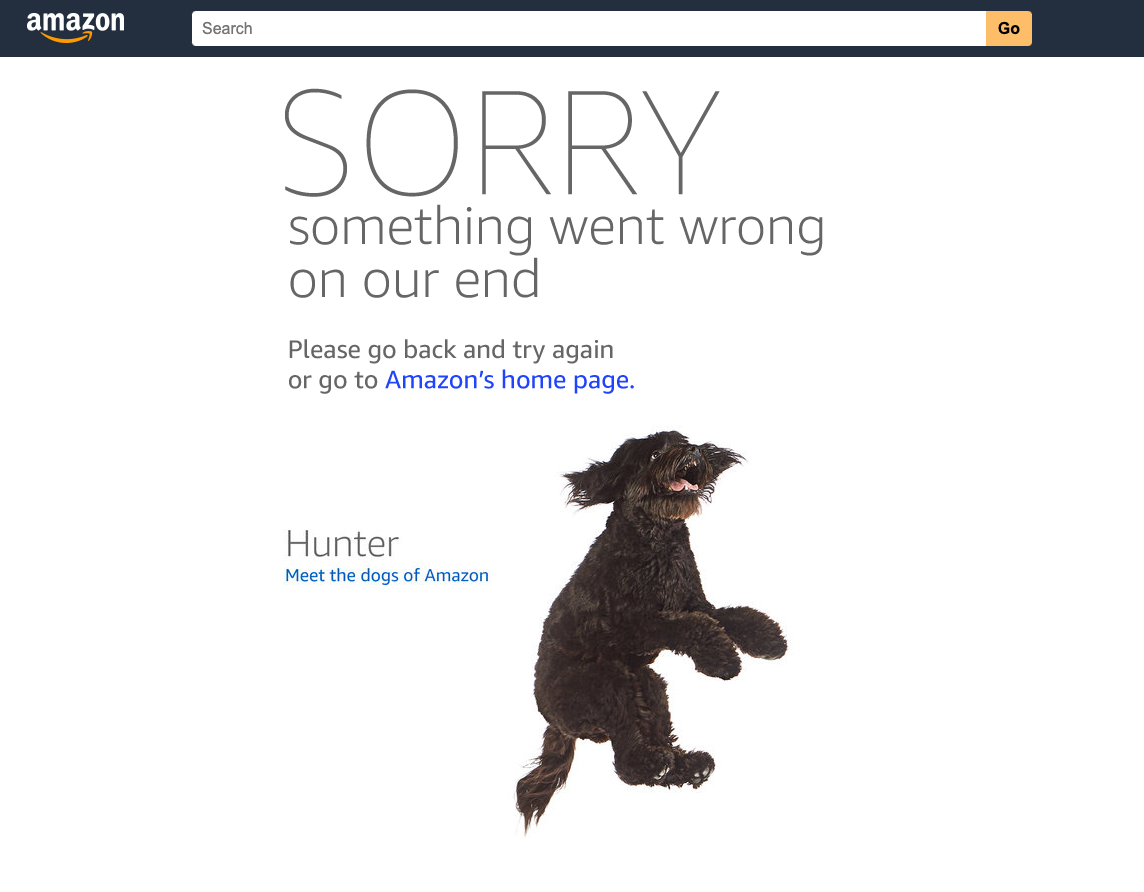 amazon
Search
Go
SORRY
something went wrong
on our end
Please go back and try again
or go to Amazon’s home page.
Hunter
Meet the dogs of Amazon